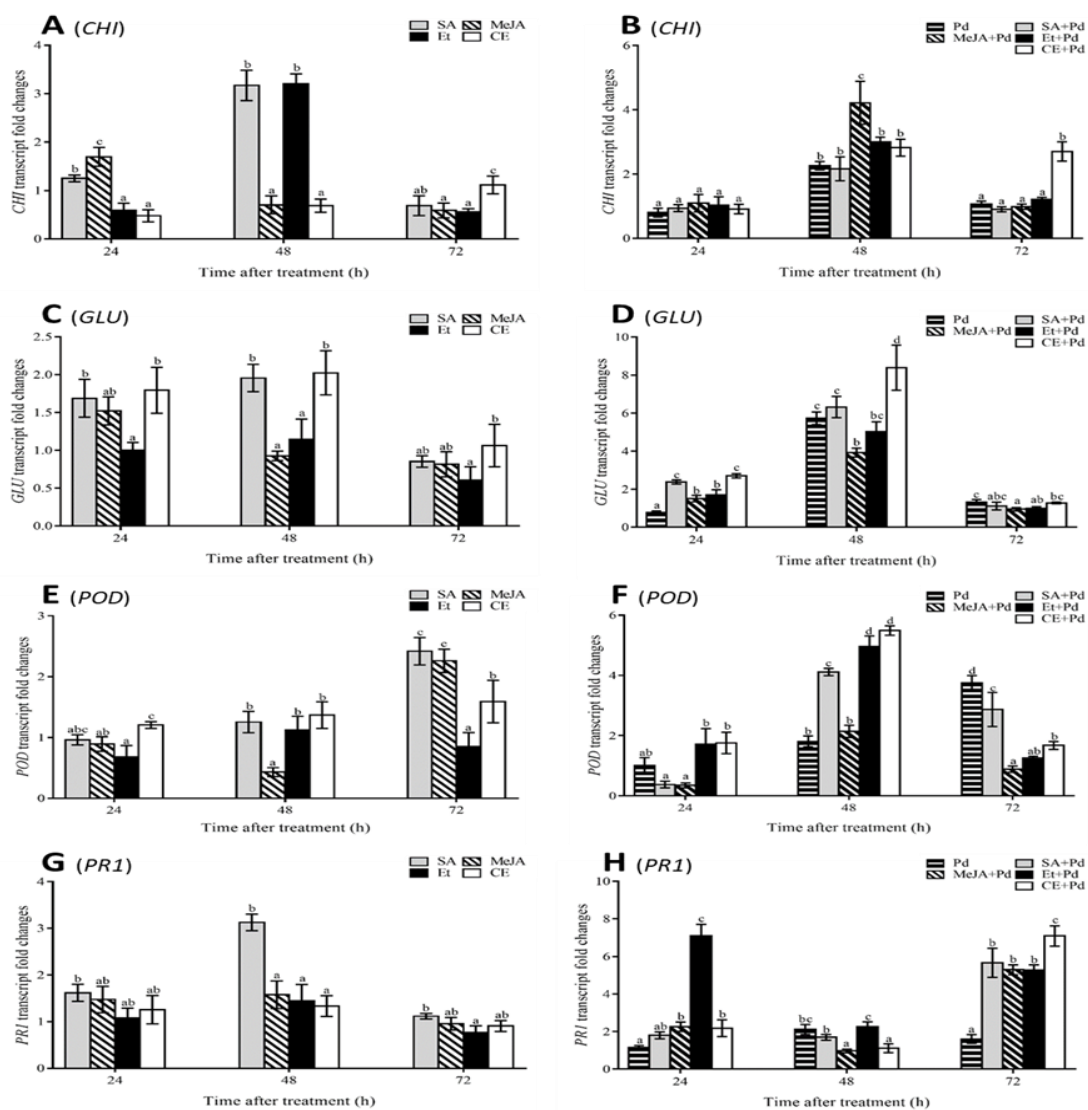 A (CHI)
SA MeJA
Et CE
CHI transcript fold changes
4
3
2
1
0
b c a a
b a b a
ab a a c
24 48 72
Time after treatment (h)
B (CHI)
Pd SA+Pd
MeJA+Pd Et+Pd
CE+Pd
CHI transcript fold changes
6
4
2
0
a a a a a
b b c b b
a a a a b
24 48 72
Time after treatment (h)
C (GLU)
SA MeJA
Et CE
GLU transcript fold changes
2.5
2.0
1.5
1.0
0.5
0.0
b ab a b
b a a b
ab ab a b
24 48 72
Time after treatment (h)
D (GLU)
Pd SA+Pd
MeJA+Pd Et+Pd
CE+Pd
GLU transcript fold changes
10
8
6
4
2
0
a c b b c
c c b bc d
c abc a ab bc
24 48 72
Time after treatment (h)
E (POD)
SA MeJA
Et CE
POD transcript fold changes
3
2
1
0
abc ab a c
b a b b
c c a b
24 48 72
Time after treatment (h)
F (POD)
Pd SA+Pd
MeJA+Pd Et+Pd
CE+Pd
POD transcript fold changes
6
4
2
0
ab a a b b
b c b d d
d c a ab b
24 48 72
Time after treatment (h)
G (PR1)
SA MeJA
Et CE
PR1 transcript fold changes
4
3
2
1
0
b ab ab ab
b a a a
b ab a ab
24 48 72
Time after treatment (h)
H (PR1)
Pd SA+Pd
MeJA+Pd Et+Pd
CE+Pd
PR1 transcript fold changes
10
8
6
4
2
0
a ab b c b
bc b a c a
a b b b c
24 48 72
Time after treatment (h)